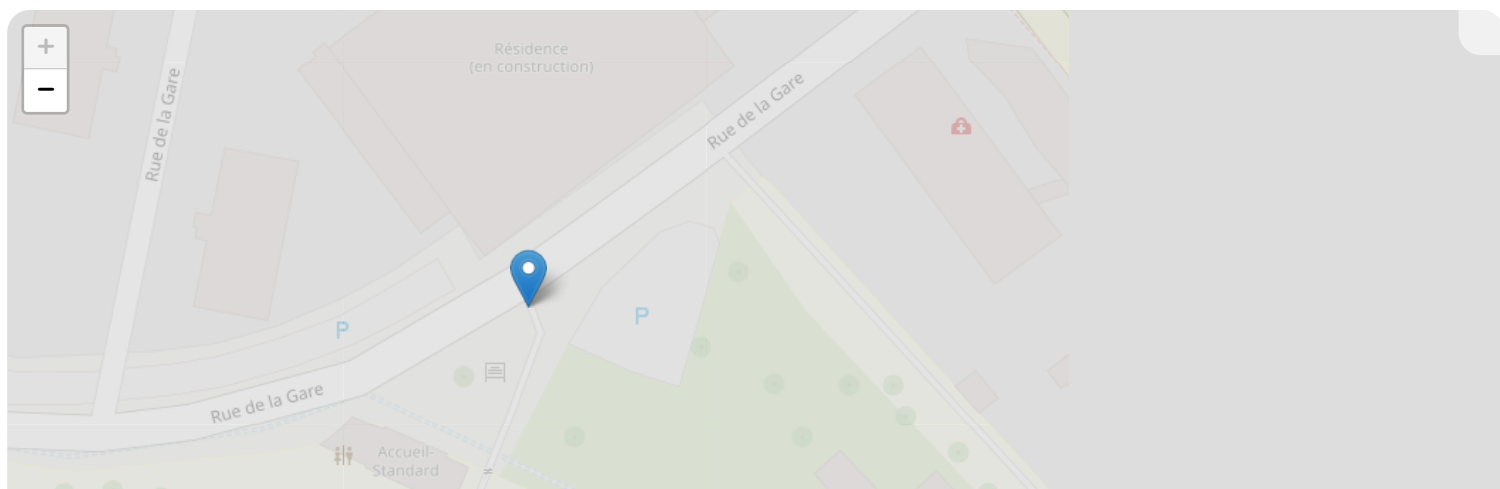 +
−
Résidence
(en construction)
Rue de la Gare
Rue de la Gare
P
P
Rue de la Gare
Accueil-
Standard